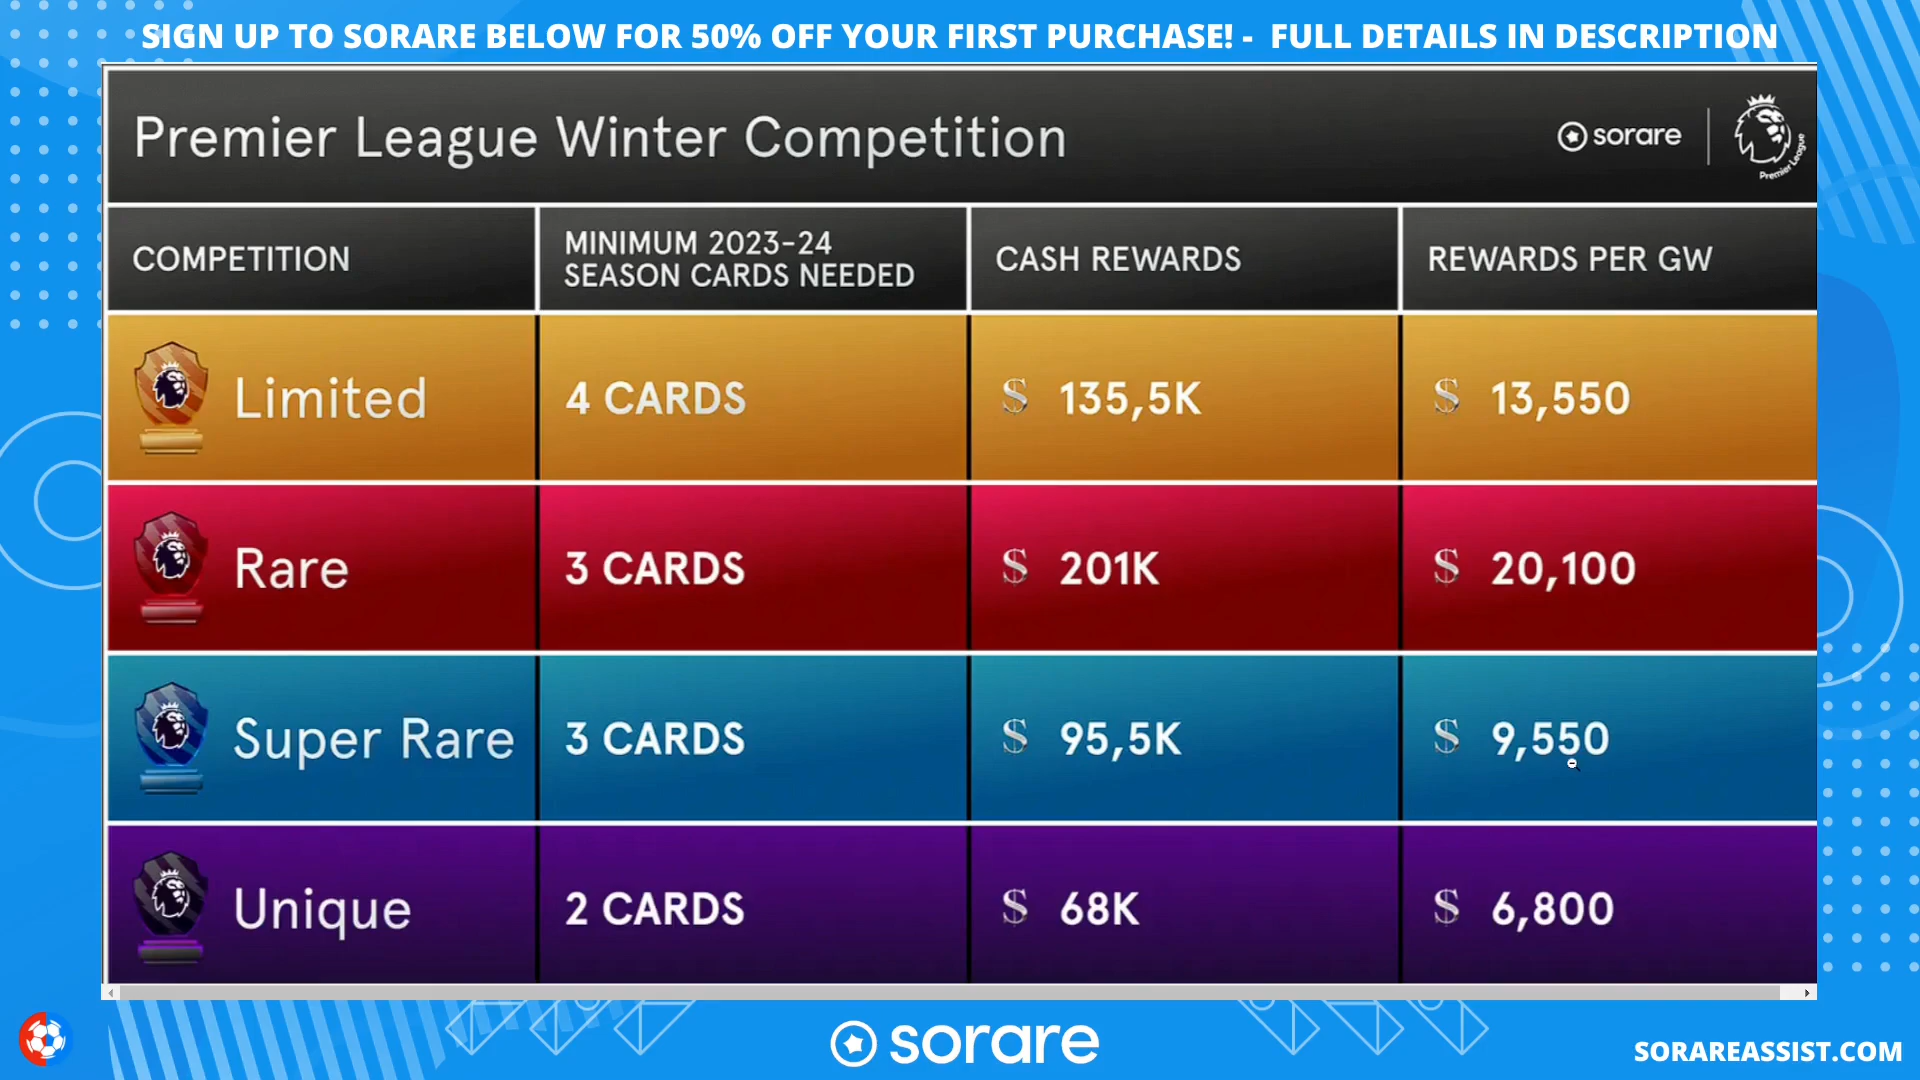 SIGN UP TO SORARE BELOW FOR 50% OFF YOUR FIRST PURCHASE! - FULL DETAILS IN DESCRIPTION
Premier League Winter Competition
sorare
Premier League
COMPETITION
MINIMUM 2023-24
SEASON CARDS NEEDED
CASH REWARDS
REWARDS PER GW
Limited
4 CARDS
$ 135,5K
$ 13,550
Rare
3 CARDS
$ 201K
$ 20,100
Super Rare
3 CARDS
$ 95,5K
$ 9,550
Unique
2 CARDS
$ 68K
$ 6,800
sorare
SORAREASSIST.COM